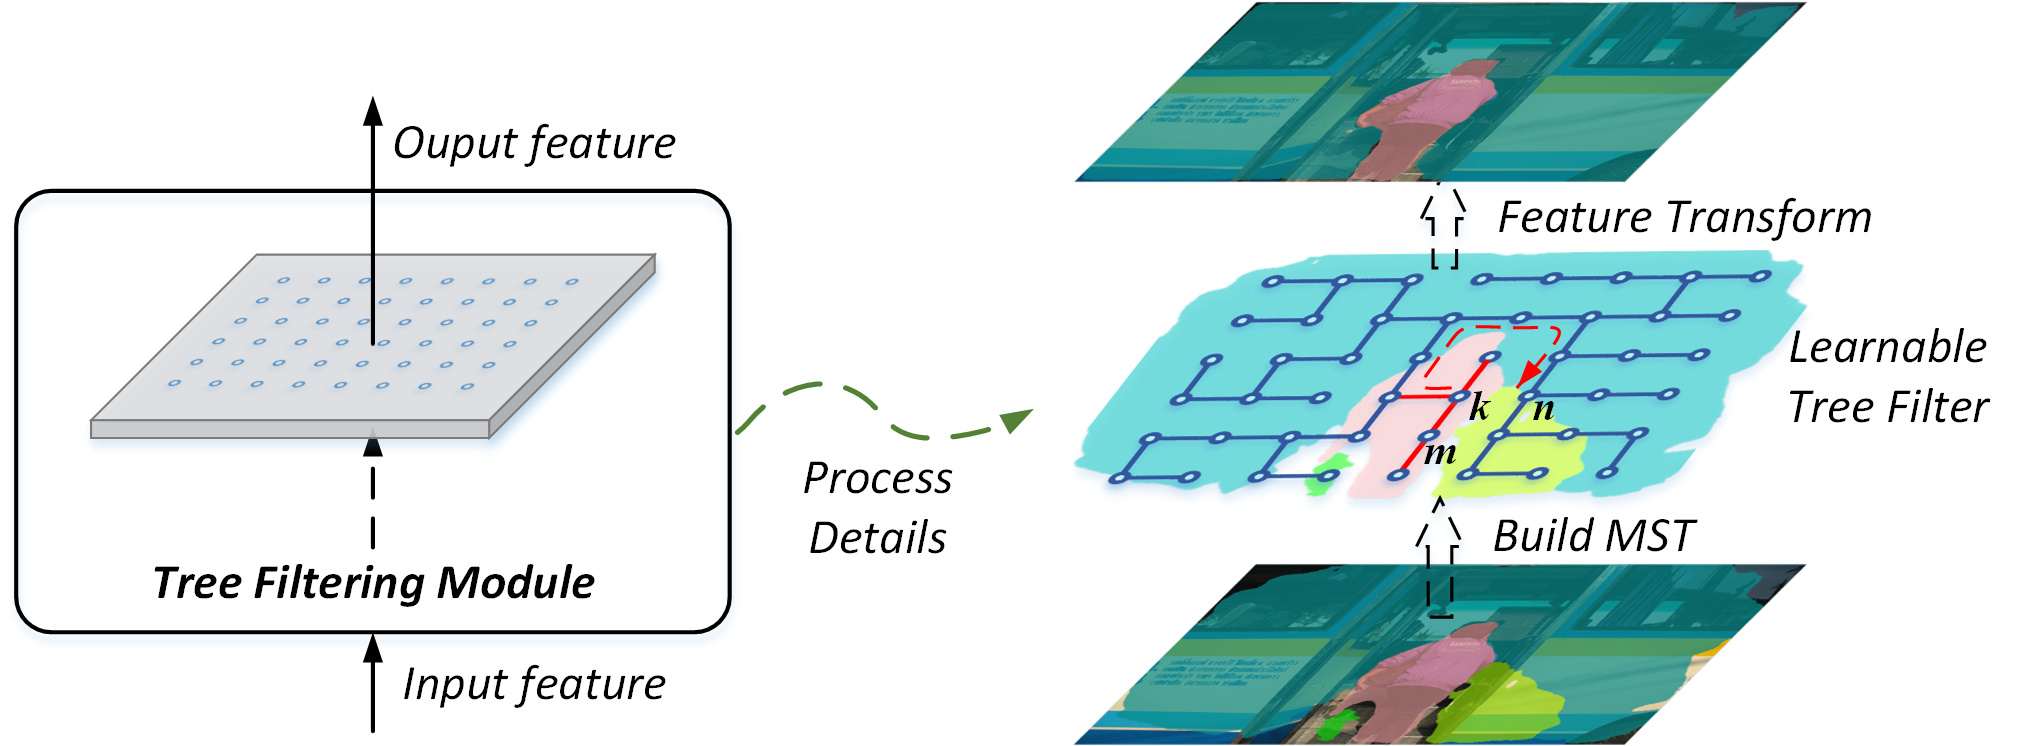 Ouput feature
Tree Filtering Module
Input feature
Process
Details
Feature Transform
Learnable
Tree Filter
k
n
m
Build MST